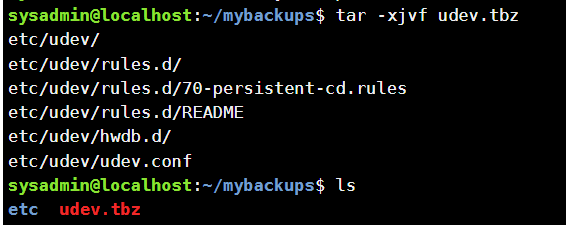 sysadmin@localhost:~/mybackups$ tar -xjvf udev.tbz
etc/udev/
etc/udev/rules.d/
etc/udev/rules.d/70-persistent-cd.rules
etc/udev/rules.d/README
etc/udev/hwdb.d/
etc/udev/udev.conf
sysadmin@localhost:~/mybackups$ ls
etc  udev.tbz